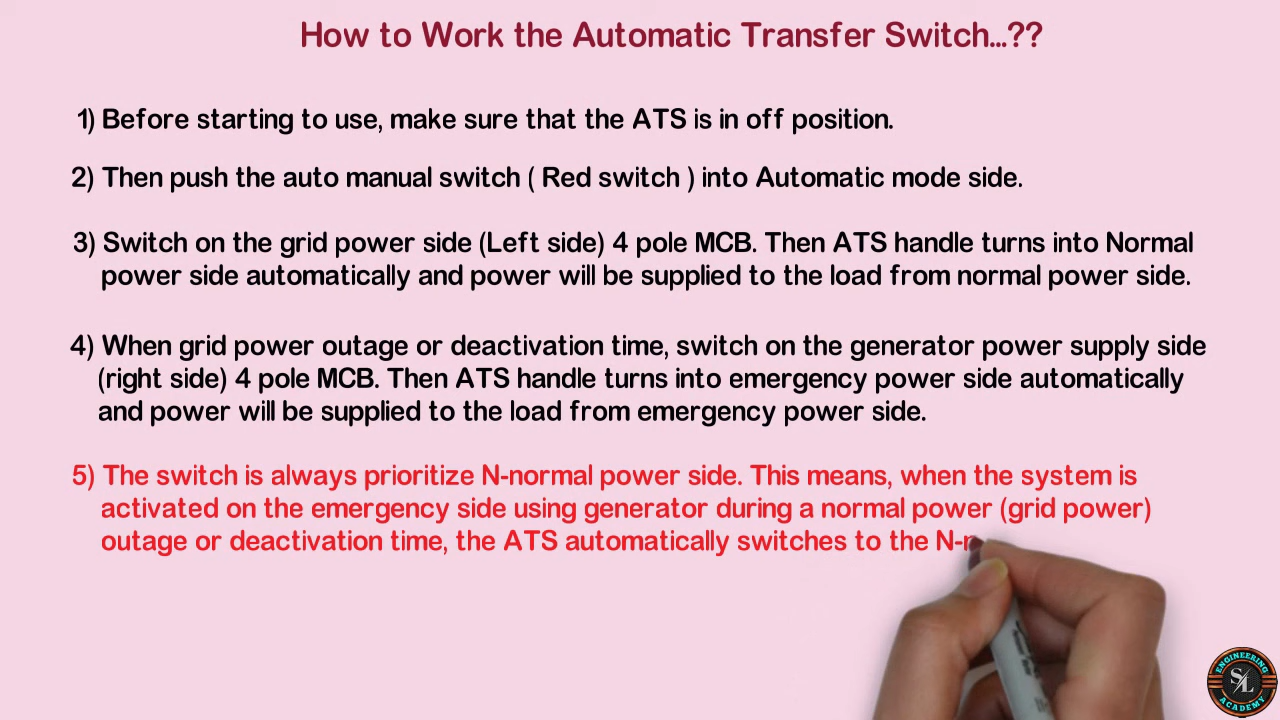 How to Work the Automatic Transfer Switch...??
1) Before starting to use, make sure that the ATS is in off position.
2) Then push the auto manual switch ( Red switch ) into Automatic mode side.
3) Switch on the grid power side (Left side) 4 pole MCB. Then ATS handle turns into Normal
power side automatically and power will be supplied to the load from normal power side.
4) When grid power outage or deactivation time, switch on the generator power supply side
(right side) 4 pole MCB. Then ATS handle turns into emergency power side automatically
and power will be supplied to the load from emergency power side.
5) The switch is always prioritize N-normal power side. This means, when the system is
activated on the emergency side using generator during a normal power (grid power)
outage or deactivation time, the ATS automatically switches to the
ENGINEERING
SL
ACADEMY